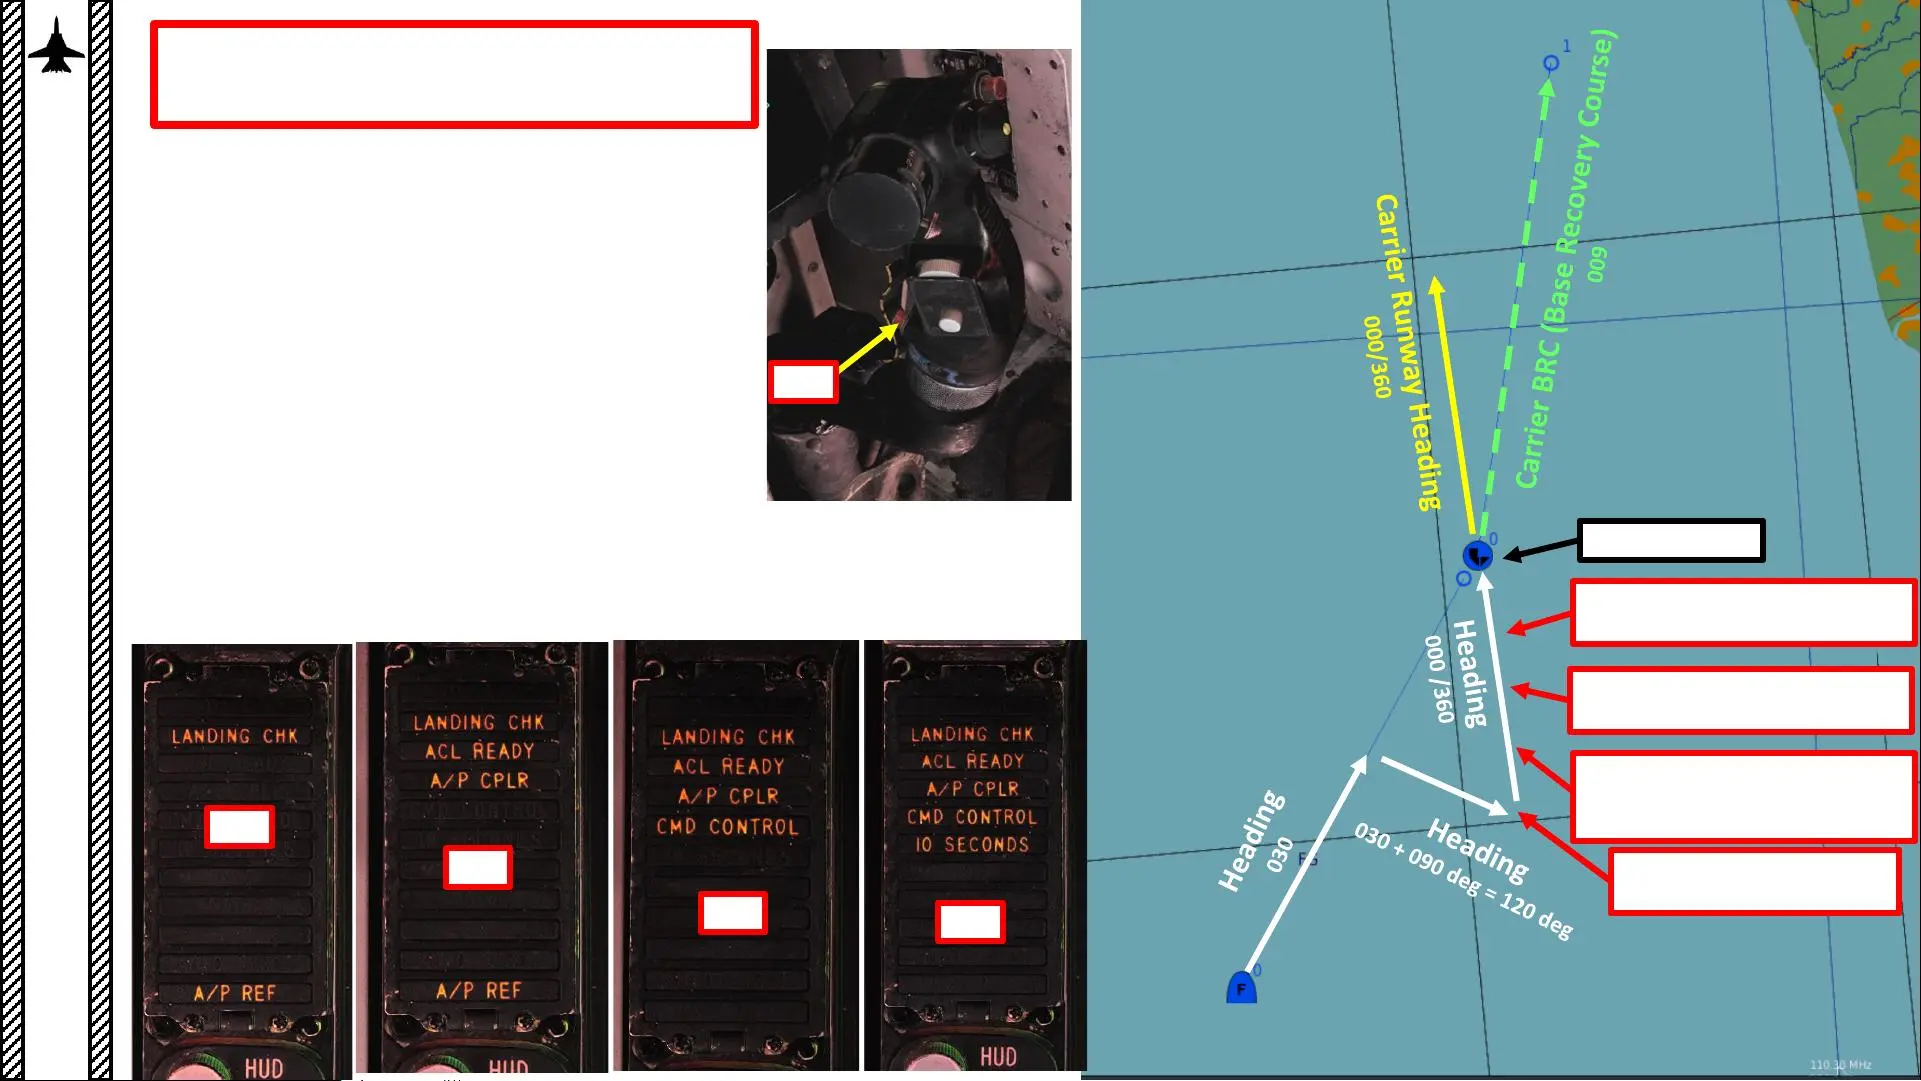 LANDING CHK
A/P REF
HUD
LANDING CHK
ACL READY
A/P CPLR
A/P REF
HUD
LANDING CHK
ACL READY
A/P CPLR
CMD CONTROL
LANDING CHK
ACL READY
A/P CPLR
CMD CONTROL
10 SECONDS
HUD
1
Carrier BRC (Base Recovery Course)
009
Carrier Runway Heading
000/360
0
Heading
000 /360
Heading
030
Heading
030 + 090 deg = 120 deg
0
F
110.30 MHz